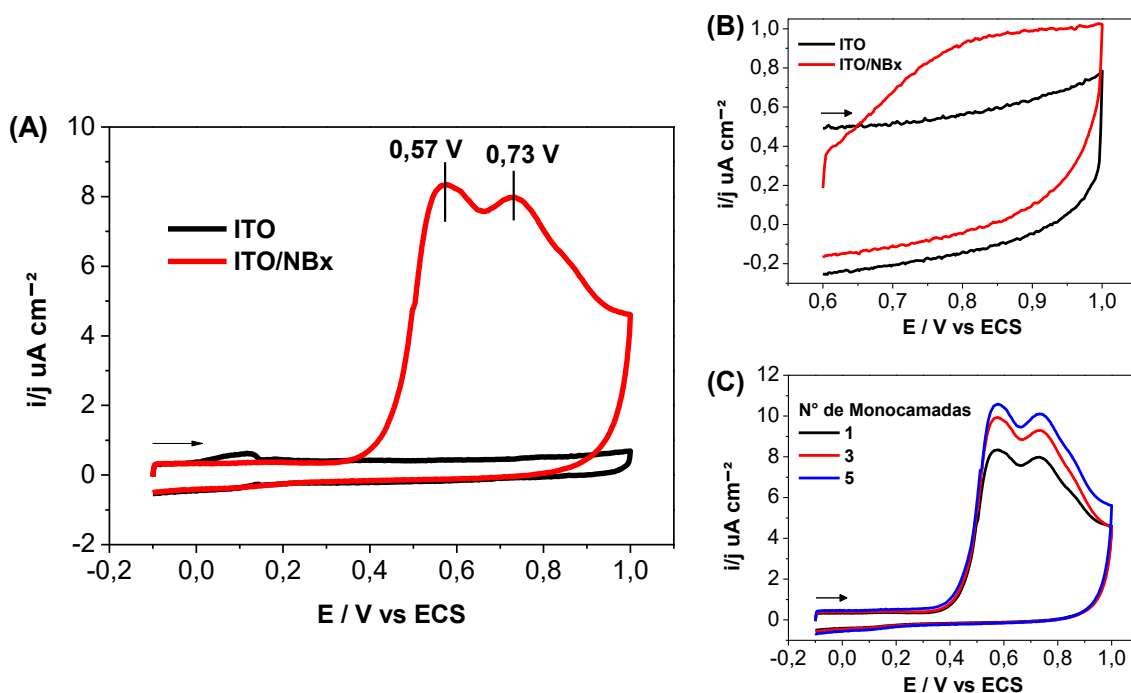 (A)
i/j uA cm⁻²
10
8
6
4
2
0
-2
0,57 V 0,73 V
ITO
ITO/NBx
-0,2 0,0 0,2 0,4 0,6 0,8 1,0
E / V vs ECS
(B)
i/j uA cm⁻²
1,0
0,8
0,6
0,4
0,2
0,0
-0,2
ITO
ITO/NBx
0,6 0,7 0,8 0,9 1,0
E / V vs ECS
(C)
i/j uA cm⁻²
12
10
8
6
4
2
0
N° de Monocamadas
1
3
5
-0,2 0,0 0,2 0,4 0,6 0,8 1,0
E / V vs ECS